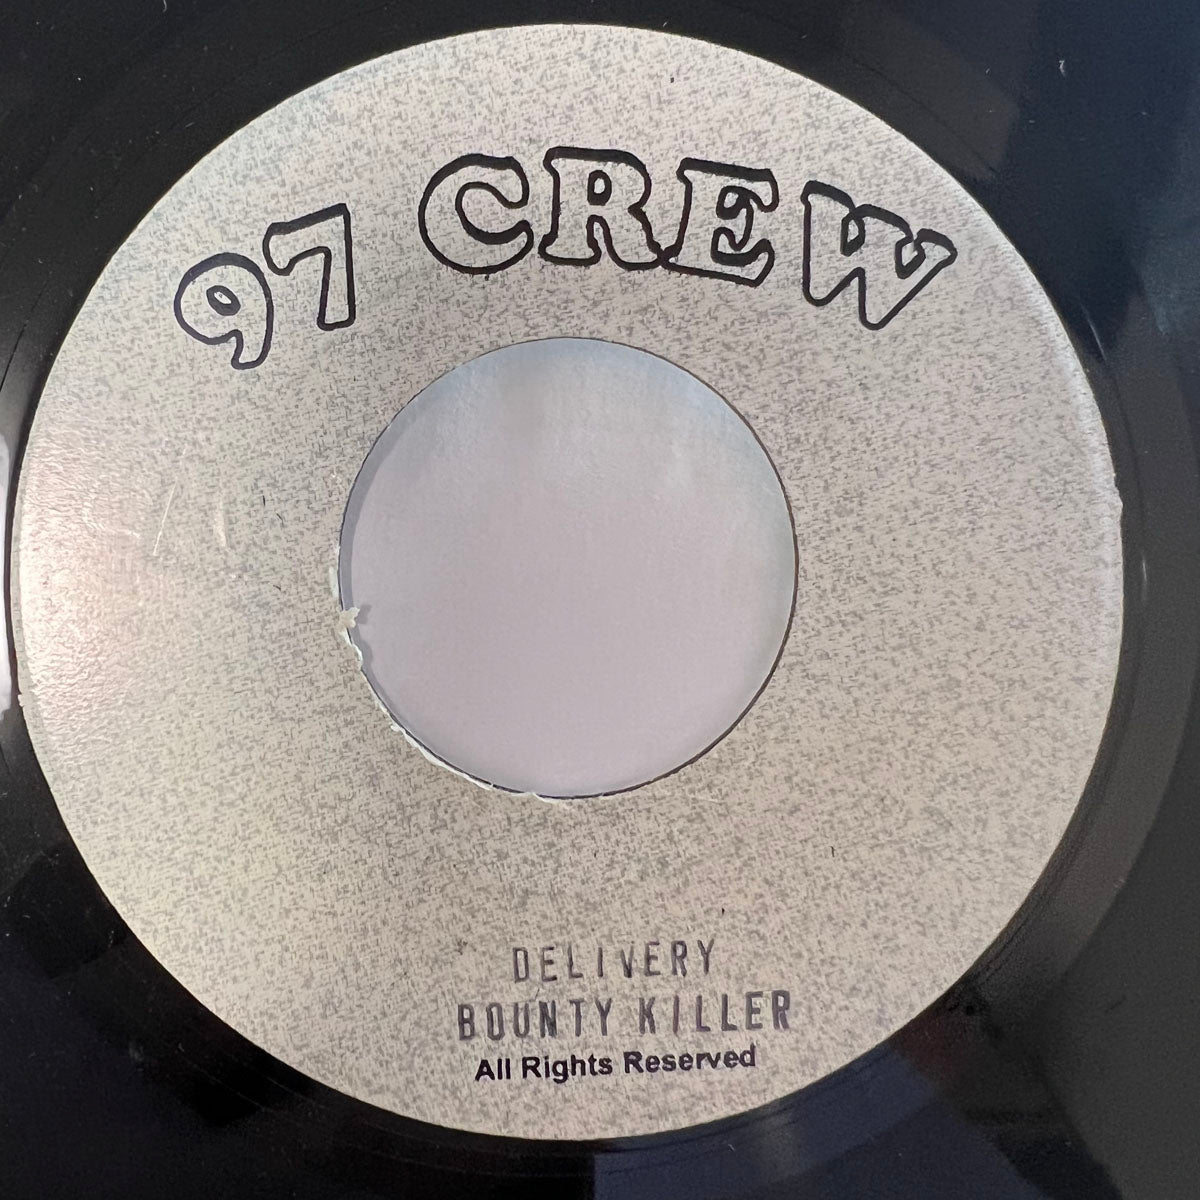 97 CREW
DELIVERY
BOUNTY KILLER
All Rights Reserved